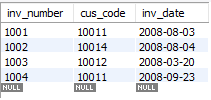 inv_number cus_code inv_date
1001 10011 2008-08-03
1002 10014 2008-08-04
1003 10012 2008-03-20
1004 10011 2008-09-23
NULL NULL NULL